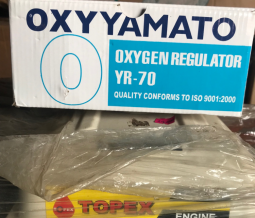 OXYYAMATO
O
OXYGEN REGULATOR
YR-70
QUALITY CONFORMS TO ISO 9001:2000
TOPEX
ENGINE